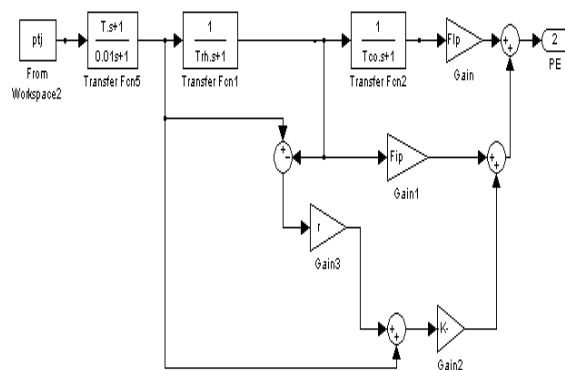 ptj
From
Workspace2
T.s+1
0.01s+1
Transfer Fcn5
1
Trh.s+1
Transfer Fcn1
1
Tco.s+1
Transfer Fcn2
Flp
Gain
+
+
2
PE
+
-
Fip
Gain1
+
+
r
Gain3
+
+
K-
Gain2